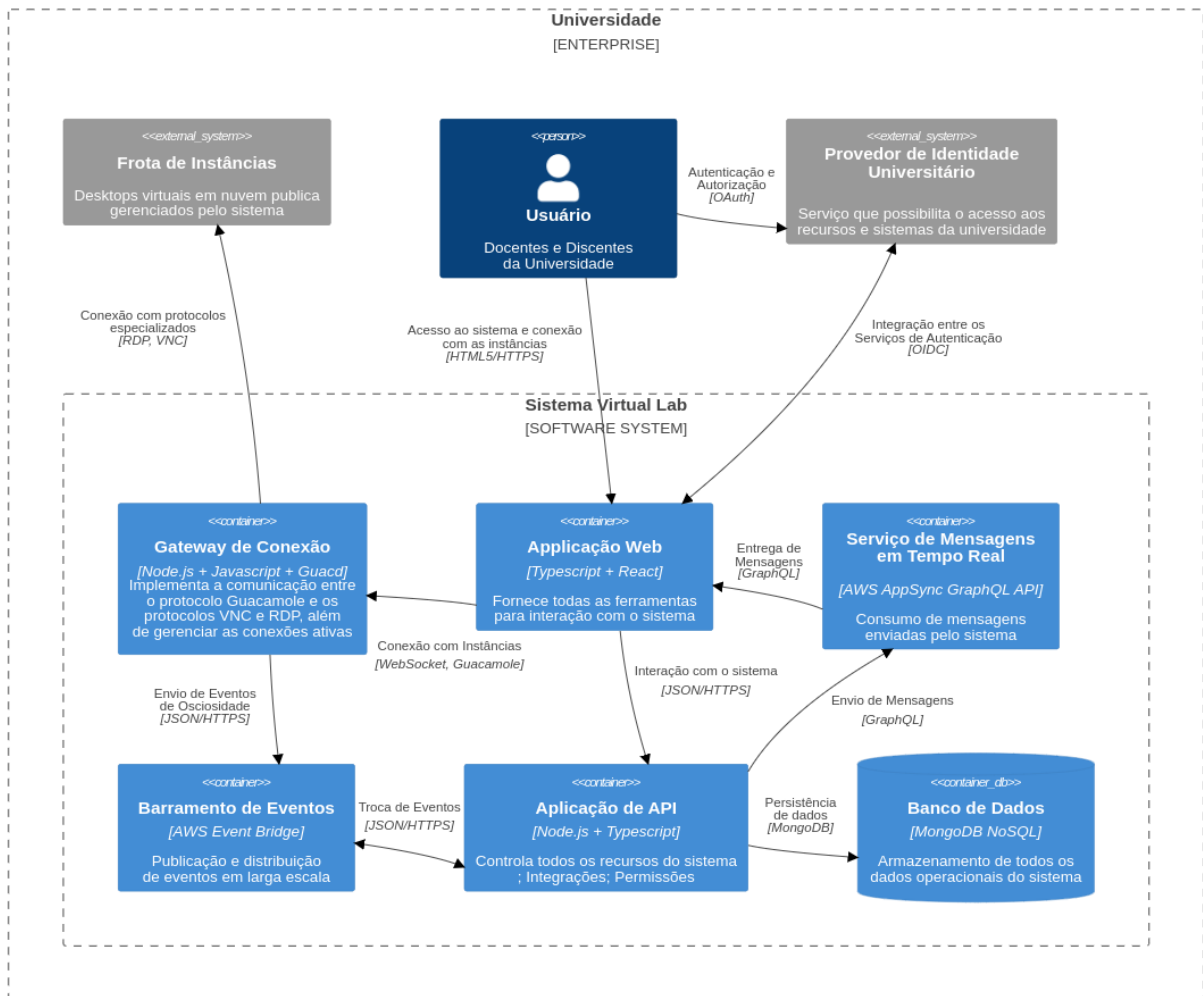 Universidade
[ENTERPRISE]
<<external_system>>
Frota de Instâncias
Desktops virtuais em nuvem publica
gerenciados pelo sistema
<<person>>
Usuário
Docentes e Discentes
da Universidade
Autenticação e
Autorização
[OAuth]
<<external_system>>
Provedor de Identidade
Universitário
Serviço que possibilita o acesso aos
recursos e sistemas da universidade
Conexão com protocolos
especializados
[RDP, VNC]
Acesso ao sistema e conexão
com as instâncias
[HTML5/HTTPS]
Integração entre os
Serviços de Autenticação
[OIDC]
Sistema Virtual Lab
[SOFTWARE SYSTEM]
<<container>>
Gateway de Conexão
[Node.js + Javascript + Guacd]
Implementa a comunicação entre
o protocolo Guacamole e os
protocolos VNC e RDP, além
de gerenciar as conexões ativas
<<container>>
Applicação Web
[Typescript + React]
Fornece todas as ferramentas
para interação com o sistema
Entrega de
Mensagens
[GraphQL]
<<container>>
Serviço de Mensagens
em Tempo Real
[AWS AppSync GraphQL API]
Consumo de mensagens
enviadas pelo sistema
Conexão com Instâncias
[WebSocket, Guacamole]
Interação com o sistema
[JSON/HTTPS]
Envio de Eventos
de Osciosidade
[JSON/HTTPS]
Envio de Mensagens
[GraphQL]
<<container>>
Barramento de Eventos
[AWS Event Bridge]
Publicação e distribuição
de eventos em larga escala
Troca de Eventos
[JSON/HTTPS]
<<container>>
Aplicação de API
[Node.js + Typescript]
Controla todos os recursos do sistema
; Integrações; Permissões
Persistência
de dados
[MongoDB]
<<container_db>>
Banco de Dados
[MongoDB NoSQL]
Armazenamento de todos os
dados operacionais do sistema